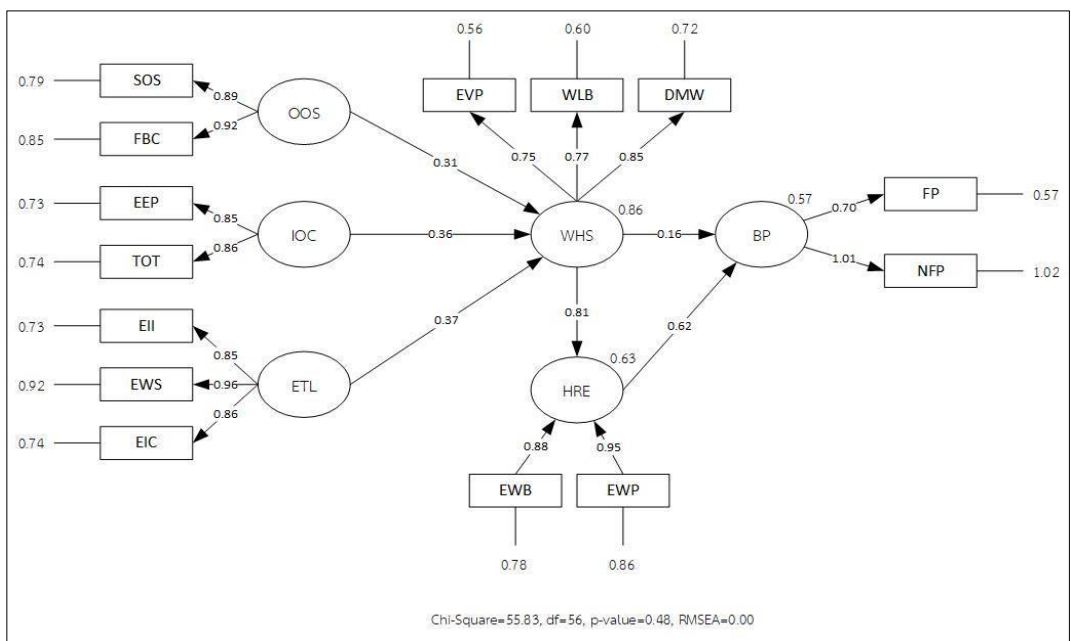 0.56
0.60
0.72
0.79
SOS
0.89
OOS
EVP
WLB
DMW
FBC
0.92
0.85
0.75
0.77
0.85
0.31
0.73
EEP
0.85
IOC
0.36
WHS
0.86
0.16
BP
0.57
0.70
FP
0.57
0.86
TOT
0.74
1.01
NFP
1.02
0.73
EII
0.37
0.81
0.62
0.85
0.92
EWS
0.96
ETL
HRE
0.63
0.86
0.74
EIC
0.88
0.95
EWB
EWP
0.78
0.86
Chi-Square=55.83, df=56, p-value=0.48, RMSEA=0.00